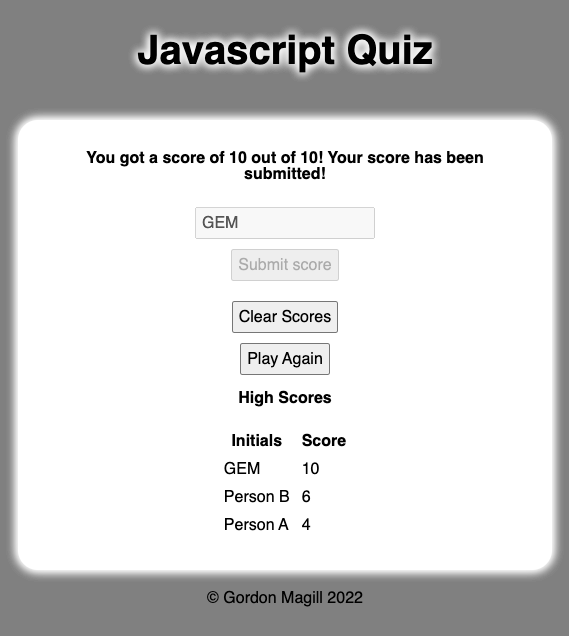 Javascript Quiz
You got a score of 10 out of 10! Your score has been
submitted!
GEM
Submit score
Clear Scores
Play Again
High Scores
Initials Score
GEM 10
Person B 6
Person A 4
© Gordon Magill 2022